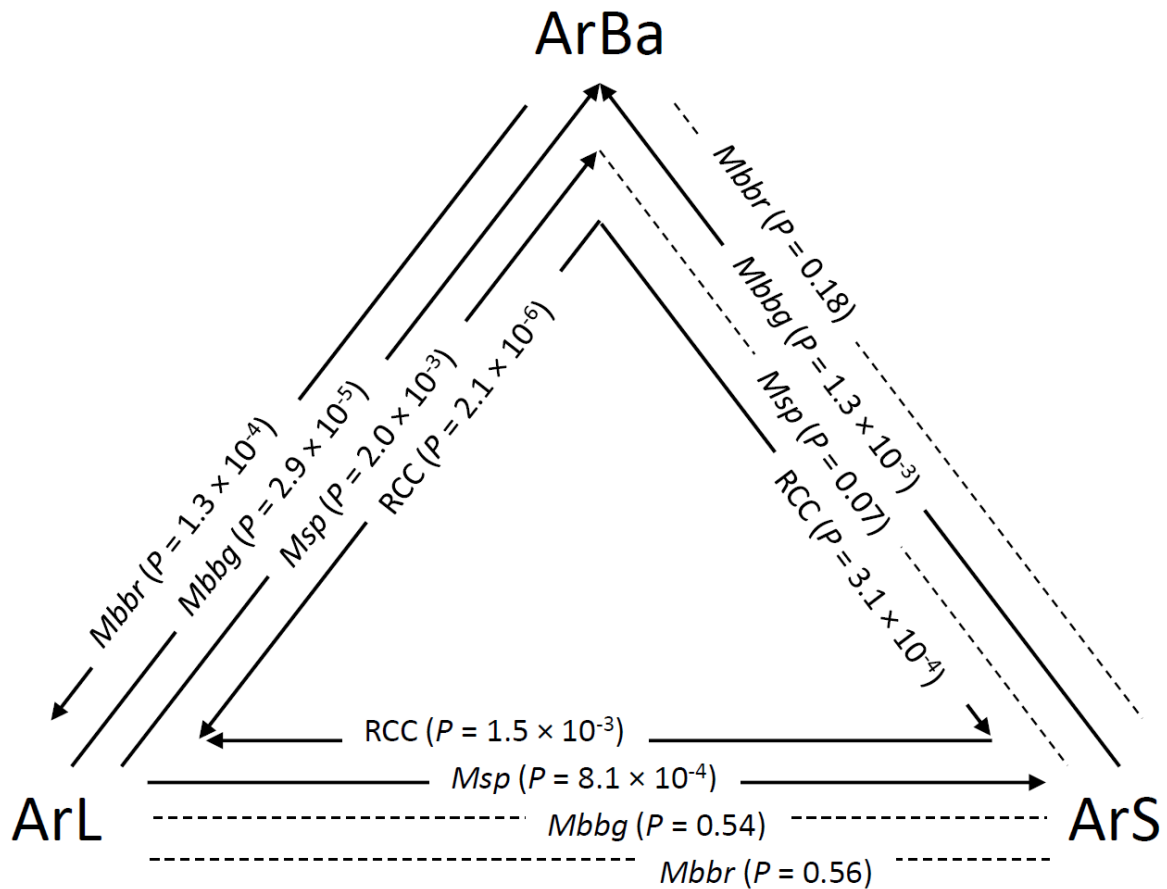 ArBa
Mbbr (P = 1.3 × 10⁻⁴)
Mbbg (P = 2.9 × 10⁻⁵)
Msp (P = 2.0 × 10⁻³)
RCC (P = 2.1 × 10⁻⁶)
Mbbr (P = 0.18)
Mbbg (P = 1.3 × 10⁻³)
Msp (P = 0.07)
RCC (P = 3.1 × 10⁻⁴)
RCC (P = 1.5 × 10⁻³)
Msp (P = 8.1 × 10⁻⁴)
Mbbg (P = 0.54)
Mbbr (P = 0.56)
ArL
ArS